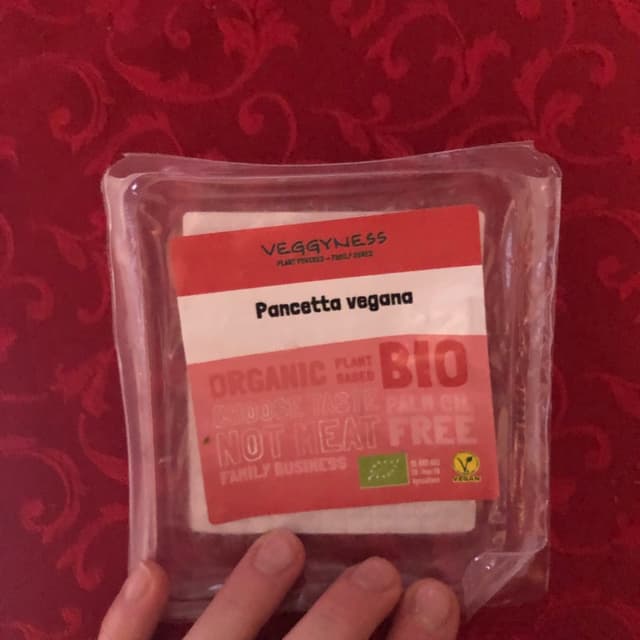 VEGGYNESS
PLANT POWERED - FAMILY OWNED
Pancetta vegana
ORGANIC PLANT BASED BIO
CHOOSE TASTE PALM OIL
NOT MEAT FREE
FAMILY BUSINESS
VEGAN